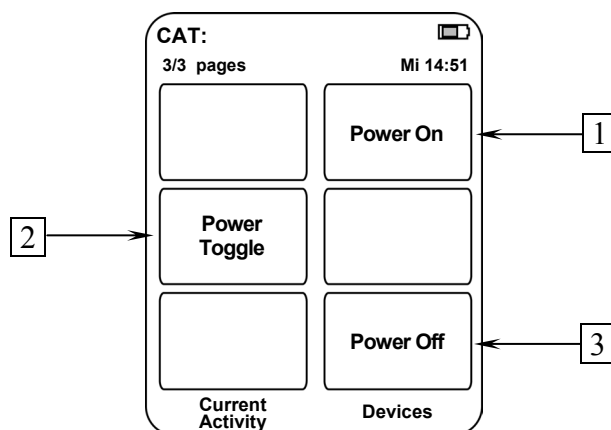 CAT:
3/3 pages
Mi 14:51
Power On
1
2
Power
Toggle
Power Off
3
Current
Activity
Devices